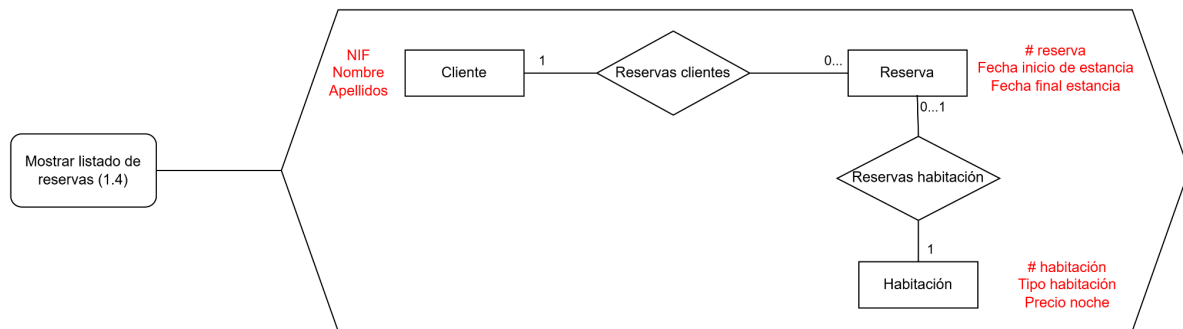 NIF
Nombre
Apellidos
Cliente
1
Reservas clientes
0...
Reserva
# reserva
Fecha inicio de estancia
Fecha final estancia
0...1
Mostrar listado de
reservas (1.4)
Reservas habitación
1
Habitación
# habitación
Tipo habitación
Precio noche